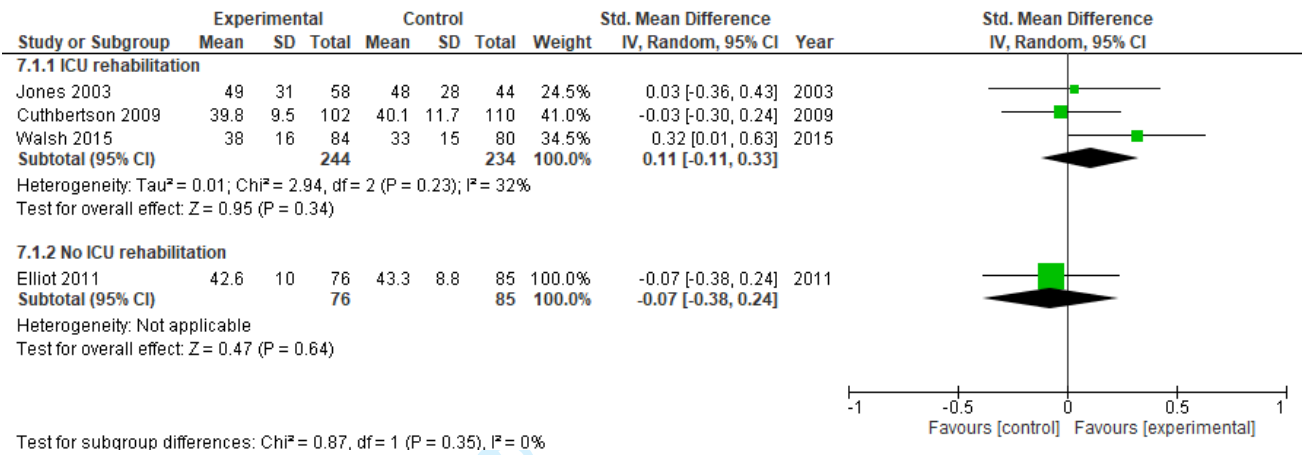 Experimental Control Std. Mean Difference Std. Mean Difference
Study or Subgroup Mean SD Total Mean SD Total Weight IV, Random, 95% CI Year IV, Random, 95% CI
7.1.1 ICU rehabilitation
Jones 2003 49 31 58 48 28 44 24.5% 0.03 [-0.36, 0.43] 2003
Cuthbertson 2009 39.8 9.5 102 40.1 11.7 110 41.0% -0.03 [-0.30, 0.24] 2009
Walsh 2015 38 16 84 33 15 80 34.5% 0.32 [0.01, 0.63] 2015
Subtotal (95% CI) 244 234 100.0% 0.11 [-0.11, 0.33]
Heterogeneity: Tau² = 0.01; Chi² = 2.94, df = 2 (P = 0.23); I² = 32%
Test for overall effect: Z = 0.95 (P = 0.34)
7.1.2 No ICU rehabilitation
Elliot 2011 42.6 10 76 43.3 8.8 85 100.0% -0.07 [-0.38, 0.24] 2011
Subtotal (95% CI) 76 85 100.0% -0.07 [-0.38, 0.24]
Heterogeneity: Not applicable
Test for overall effect: Z = 0.47 (P = 0.64)
-1 -0.5 0 0.5 1
Favours [control] Favours [experimental]
Test for subgroup differences: Chi² = 0.87, df = 1 (P = 0.35), I² = 0%